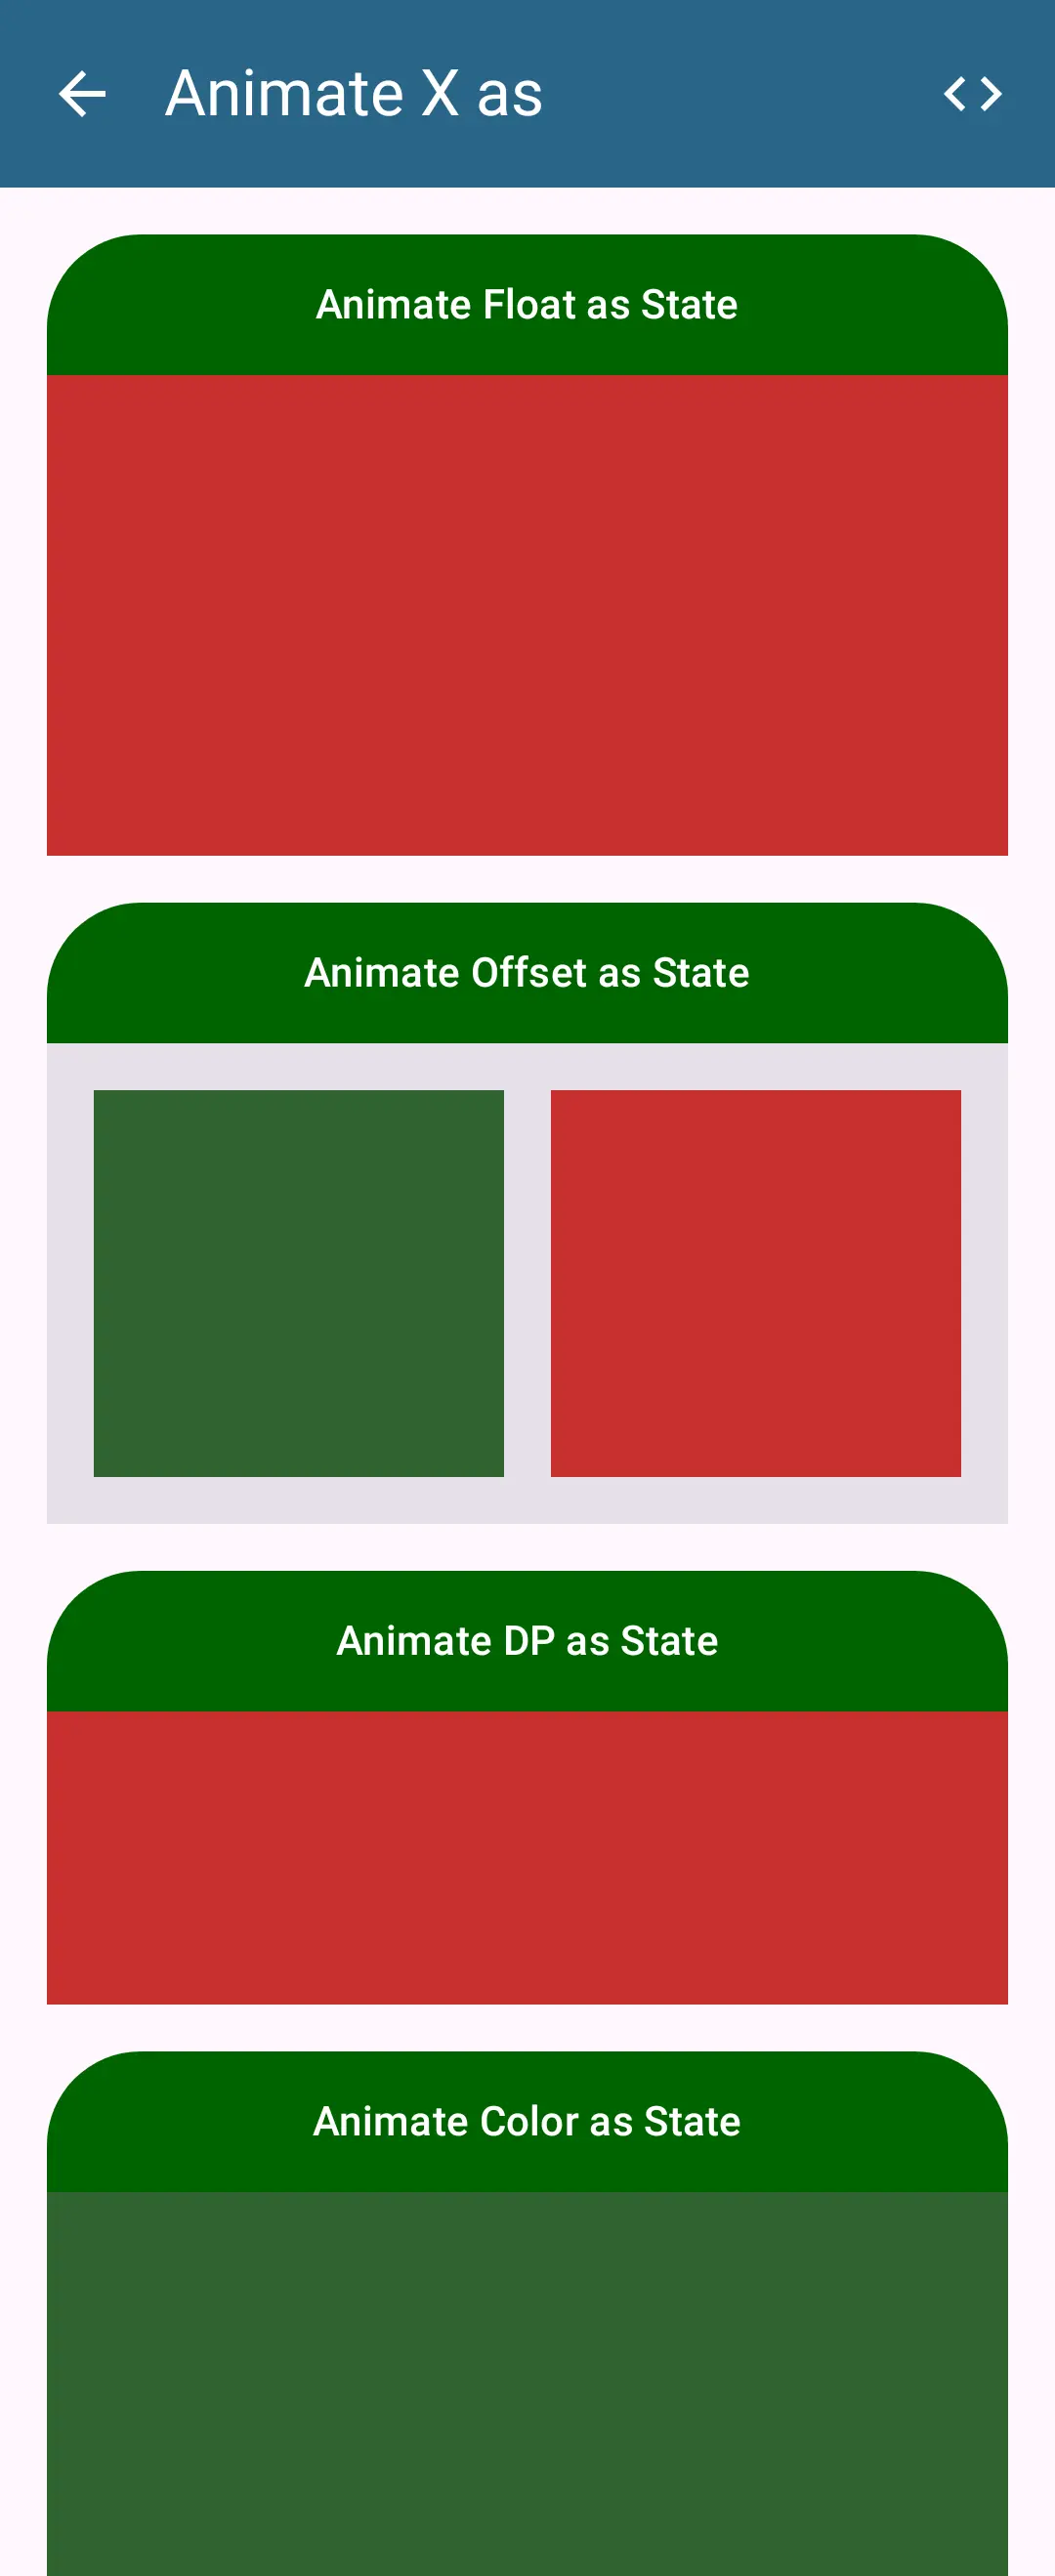 Animate X as
Animate Float as State
Animate Offset as State
Animate DP as State
Animate Color as State